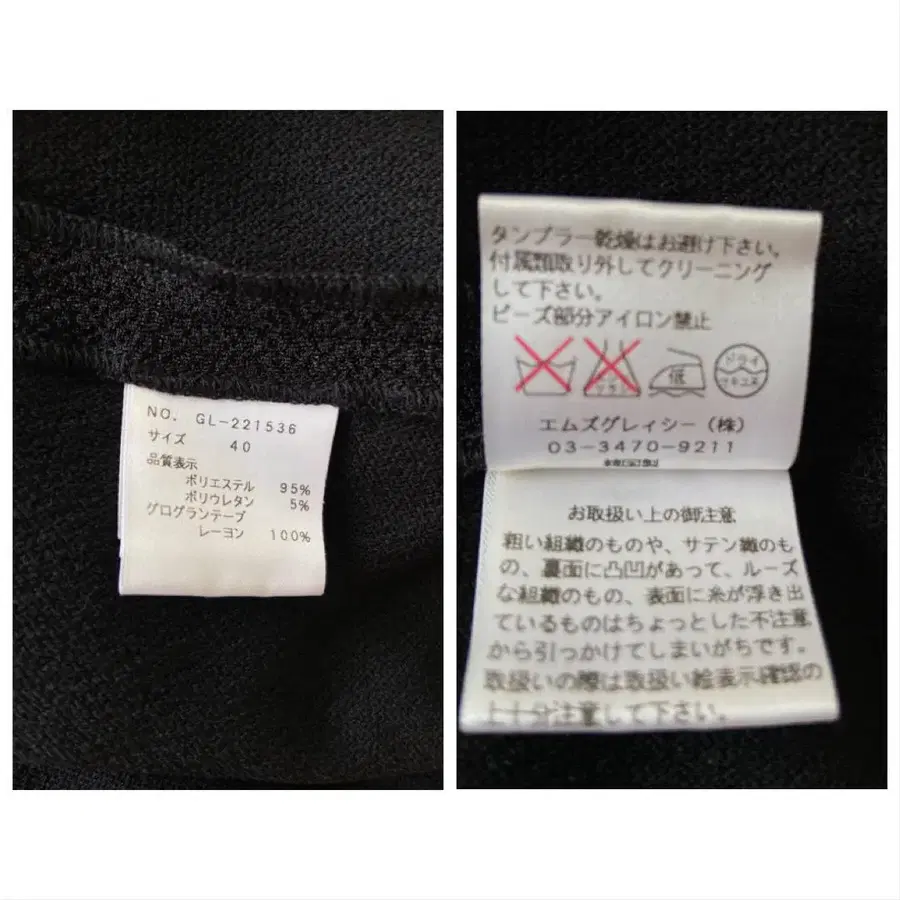 NO. GL-221536
サイズ 40
品質表示
ポリエステル 95%
ポリウレタン 5%
グログランテープ
レーヨン 100%
タンブラー乾燥はお避け下さい。
付属類取り外してクリーニング
して下さい。
ビーズ部分アイロン禁止
低
ドライ
セキユ系
エムズグレィシー(株)
03-3470-9211
お取扱い上の御注意
粗い組織のものや、サテン織のも
の、裏面に凸凹があって、ルーズ
な組織のもの、表面に糸が浮き出
ているものはちょっとした不注意
から引っかけてしまいがちです。
取扱いの際は取扱い絵表示確認の
上十分注意して下さい。